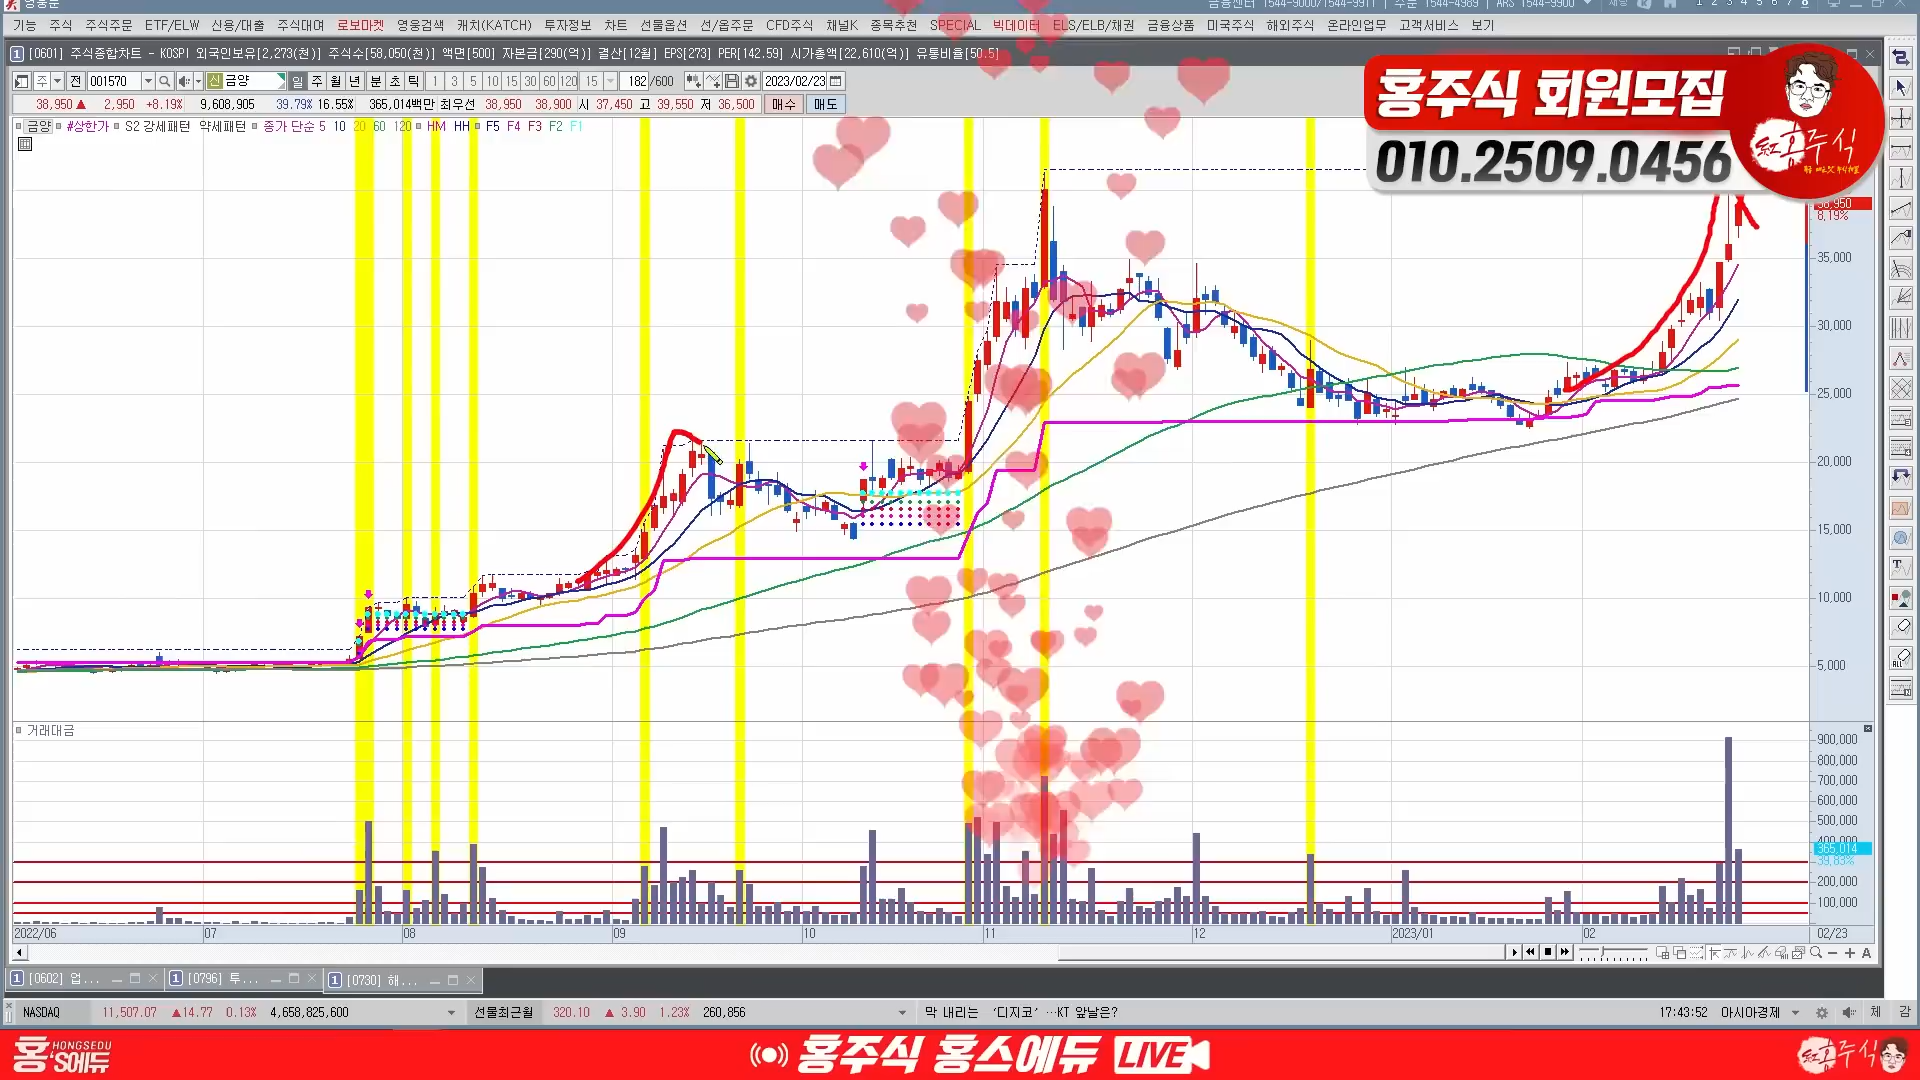 영웅문
금융센터 1544-9000/1544-9911 주문 1544-4989 ARS 1544-9900
기능 주식 주식주문 ETF/ELW 신용/대출 주식대여 로보마켓 영웅검색 캐치(KATCH) 투자정보 차트 선물옵션 선/옵주문 CFD주식 채널K 종목추천 SPECIAL 빅데이터 ELS/ELB/채권 금융상품 미국주식 해외주식 온라인업무 고객서비스 보기
1 [0601] 주식종합차트 - KOSPI 외국인보유[2,273(천)] 주식수[58,050(천)] 액면[500] 자본금[290(억)] 결산[12월] EPS[273] PER[142.59] 시가총액[22,610(억)] 유통비율[50.5]
주 전 001570 신 금양 일 주 월 년 분 초 틱 1 3 5 10 15 30 60 120 15 182 /600 2023/02/23
38,950 ▲ 2,950 +8.19% 9,608,905 39.79% 16.55% 365,014백만 최우선 38,950 38,900 시 37,450 고 39,550 저 36,500 매수 매도
금양 #상한가 S2 강세패턴 약세패턴 종가 단순 5 10 20 60 120 HM HH F5 F4 F3 F2 F1
홍주식 회원모집
010.2509.0456
홍주식
38,950
8.19%
35,000
30,000
25,000
20,000
15,000
10,000
5,000
거래대금
900,000
800,000
700,000
600,000
500,000
400,000
365,014
39.83%
200,000
100,000
2022/06 07 08 09 10 11 12 2023/01 02 02/23
1 [0602] 업... 1 [0796] 투... 1 [0730] 해...
NASDAQ 11,507.07 ▲14.77 0.13% 4,658,825,600 선물최근월 320.10 ▲ 3.90 1.23% 260,856 막 내리는 '디지코' …KT 앞날은? 17:43:52 아시아경제 체 감
홍's에듀 HONGSEDU
홍주식 홍스에듀 LIVE
홍주식